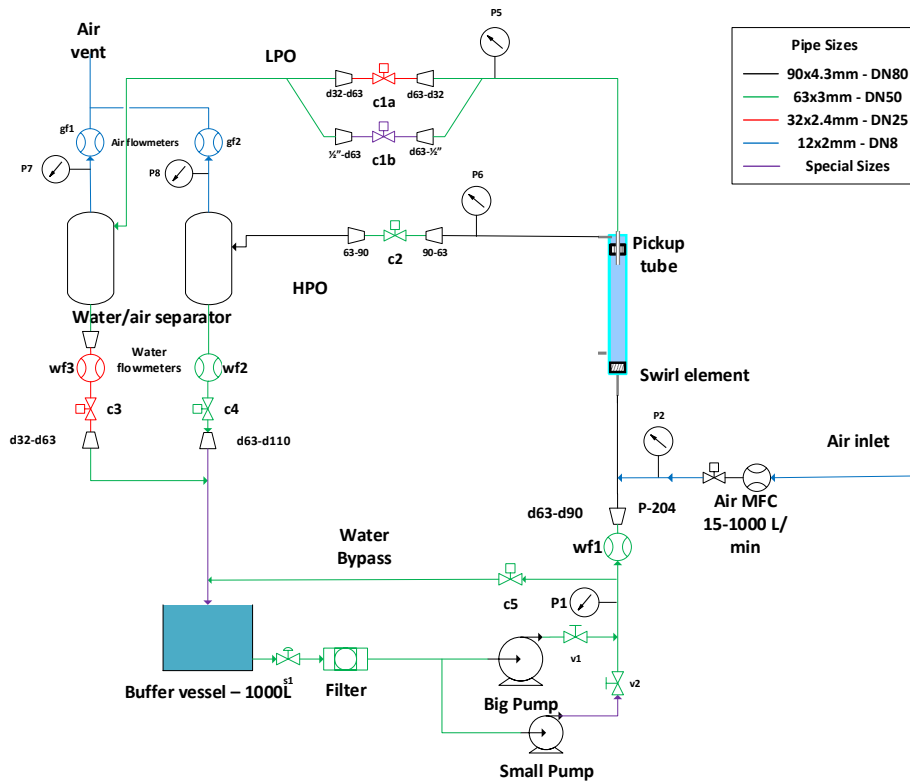 Air
vent
LPO
P5
Pipe Sizes
90x4.3mm - DN80
63x3mm - DN50
32x2.4mm – DN25
12x2mm – DN8
Special Sizes
d32-d63
c1a
d63-d32
gf1
Air flowmeters
gf2
c1b
½”-d63
d63-½”
P7
P8
P6
63-90
c2
90-63
Pickup
tube
HPO
Water/air separator
wf3
Water
flowmeters
wf2
Swirl element
c3
c4
d32-d63
d63-d110
P2
Air inlet
d63-d90
P-204
Air MFC
15-1000 L/
min
Water
Bypass
wf1
c5
P1
v1
s1
Buffer vessel – 1000L
Filter
Big Pump
v2
Small Pump